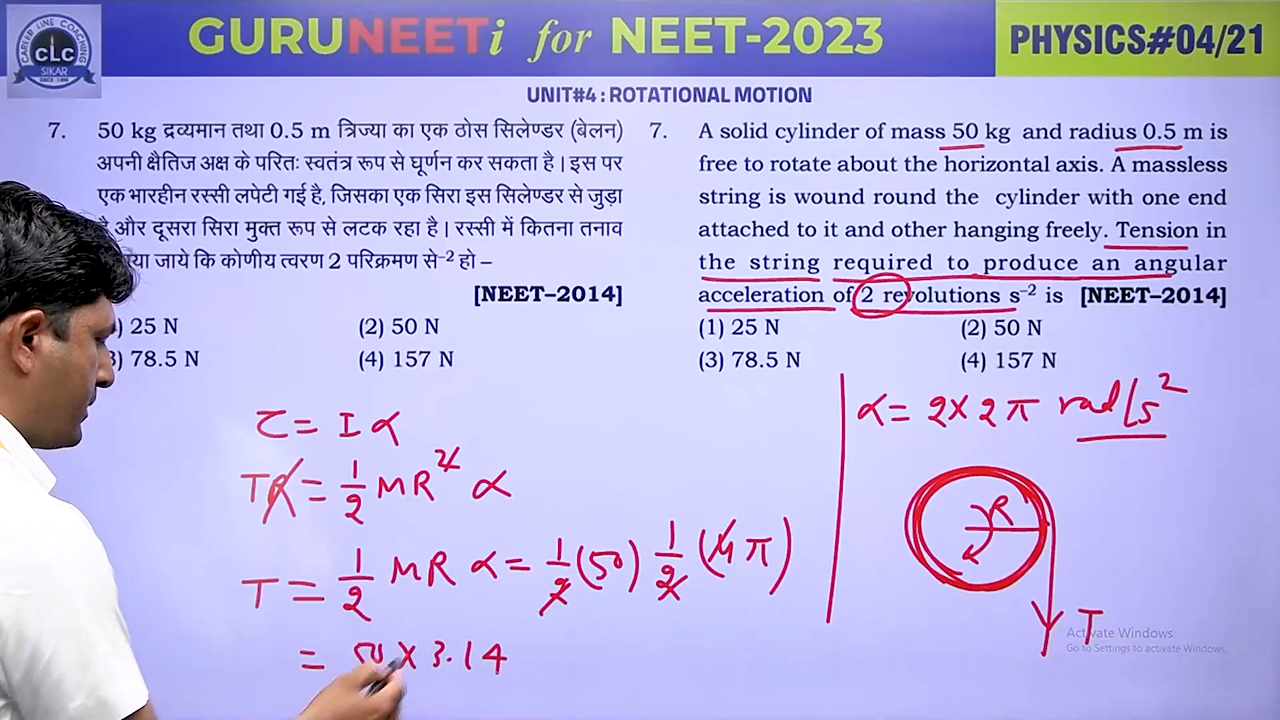 CAREER LINE COACHING
CLC
SIKAR
SINCE : 1996
GURUNEETi for NEET-2023
PHYSICS#04/21
UNIT#4 : ROTATIONAL MOTION
7. 50 kg द्रव्यमान तथा 0.5 m त्रिज्या का एक ठोस सिलेण्डर (बेलन)
अपनी क्षैतिज अक्ष के परितः स्वतंत्र रूप से घूर्णन कर सकता है। इस पर
एक भारहीन रस्सी लपेटी गई है, जिसका एक सिरा इस सिलेण्डर से जुड़ा
है और दूसरा सिरा मुक्त रूप से लटक रहा है। रस्सी में कितना तनाव
या जाये कि कोणीय त्वरण 2 परिक्रमण से⁻² हो –
[NEET–2014]
) 25 N (2) 50 N
3) 78.5 N (4) 157 N
7. A solid cylinder of mass 50 kg and radius 0.5 m is
free to rotate about the horizontal axis. A massless
string is wound round the cylinder with one end
attached to it and other hanging freely. Tension in
the string required to produce an angular
acceleration of 2 revolutions s⁻² is [NEET–2014]
(1) 25 N (2) 50 N
(3) 78.5 N (4) 157 N
τ = I α
TR = 1/2 MR² α
T = 1/2 MR α = 1/2 (50) 1/2 (4π)
= 50 × 3.14
α = 2 × 2π rad/s²
R
T
Activate Windows
Go to Settings to activate Windows.